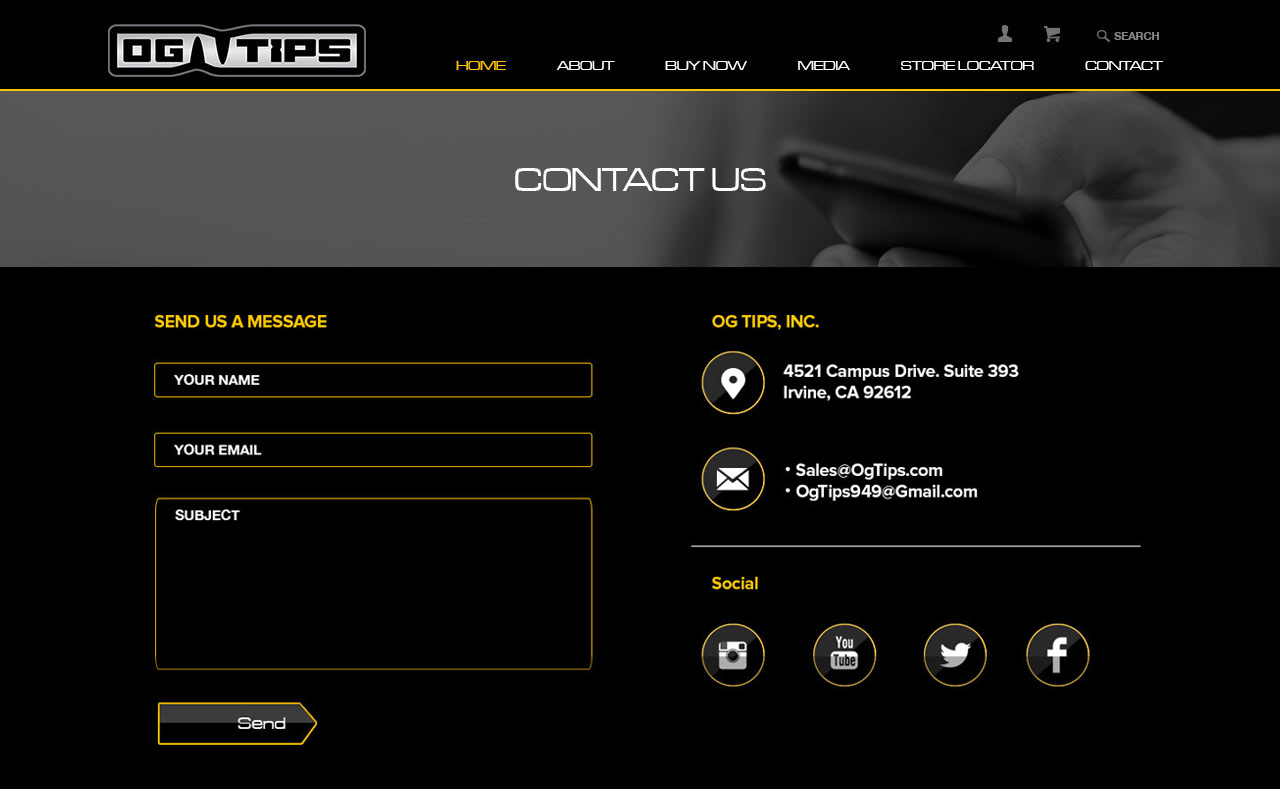 OG TIPS
SEARCH
HOME ABOUT BUY NOW MEDIA STORE LOCATOR CONTACT
CONTACT US
SEND US A MESSAGE
YOUR NAME
YOUR EMAIL
SUBJECT
Send
OG TIPS, INC.
4521 Campus Drive. Suite 393
Irvine, CA 92612
• Sales@OgTips.com
• OgTips949@Gmail.com
Social
You
Tube